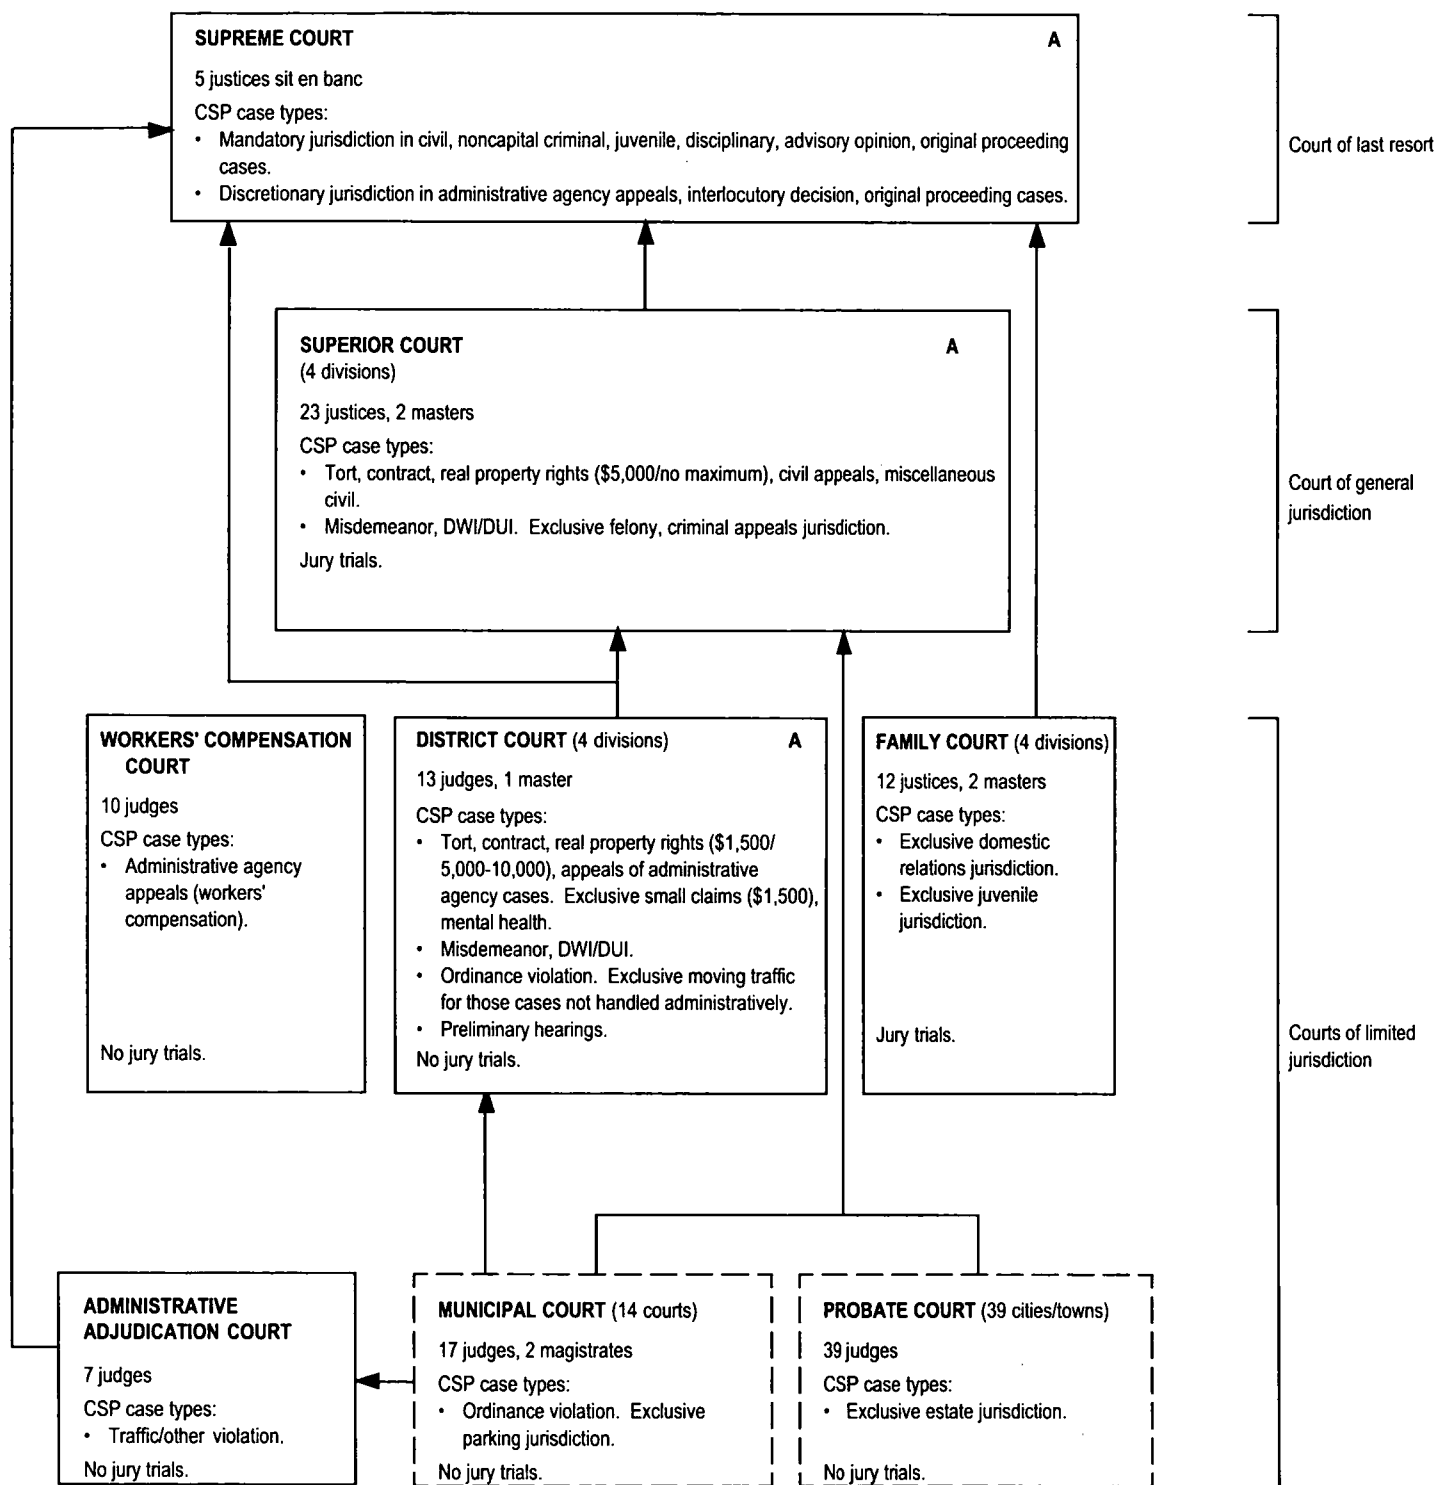 SUPREME COURT A
5 justices sit en banc
CSP case types:
• Mandatory jurisdiction in civil, noncapital criminal, juvenile, disciplinary, advisory opinion, original proceeding
cases.
• Discretionary jurisdiction in administrative agency appeals, interlocutory decision, original proceeding cases.
Court of last resort
SUPERIOR COURT A
(4 divisions)
23 justices, 2 masters
CSP case types:
• Tort, contract, real property rights ($5,000/no maximum), civil appeals, miscellaneous
civil.
• Misdemeanor, DWI/DUI. Exclusive felony, criminal appeals jurisdiction.
Jury trials.
Court of general
jurisdiction
WORKERS' COMPENSATION
COURT
10 judges
CSP case types:
• Administrative agency
appeals (workers'
compensation).
No jury trials.
DISTRICT COURT (4 divisions) A
13 judges, 1 master
CSP case types:
• Tort, contract, real property rights ($1,500/
5,000-10,000), appeals of administrative
agency cases. Exclusive small claims ($1,500),
mental health.
• Misdemeanor, DWI/DUI.
• Ordinance violation. Exclusive moving traffic
for those cases not handled administratively.
• Preliminary hearings.
No jury trials.
FAMILY COURT (4 divisions)
12 justices, 2 masters
CSP case types:
• Exclusive domestic
relations jurisdiction.
• Exclusive juvenile
jurisdiction.
Jury trials.
Courts of limited
jurisdiction
ADMINISTRATIVE
ADJUDICATION COURT
7 judges
CSP case types:
• Traffic/other violation.
No jury trials.
MUNICIPAL COURT (14 courts)
17 judges, 2 magistrates
CSP case types:
• Ordinance violation. Exclusive
parking jurisdiction.
No jury trials.
PROBATE COURT (39 cities/towns)
39 judges
CSP case types:
• Exclusive estate jurisdiction.
No jury trials.